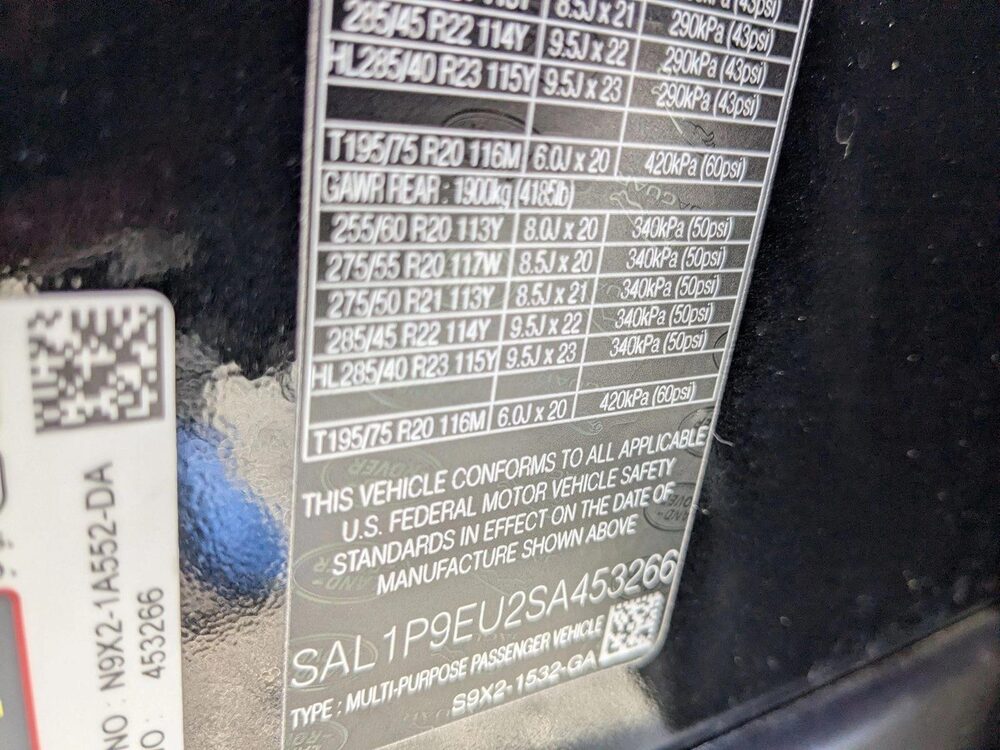 8.5J x 21
285/45 R22 114Y 9.5J x 22 290kPa (43psi)
HL285/40 R23 115Y 9.5J x 23 290kPa (43psi)
290kPa (43psi)
T195/75 R20 116M 6.0J x 20 420kPa (60psi)
GAWR REAR : 1900kg (4185lb)
255/60 R20 113Y 8.0J x 20 340kPa (50psi)
275/55 R20 117W 8.5J x 20 340kPa (50psi)
275/50 R21 113Y 8.5J x 21 340kPa (50psi)
285/45 R22 114Y 9.5J x 22 340kPa (50psi)
HL285/40 R23 115Y 9.5J x 23 340kPa (50psi)
T195/75 R20 116M 6.0J x 20 420kPa (60psi)
THIS VEHICLE CONFORMS TO ALL APPLICABLE
U.S. FEDERAL MOTOR VEHICLE SAFETY
STANDARDS IN EFFECT ON THE DATE OF
MANUFACTURE SHOWN ABOVE
SAL1P9EU2SA453266
TYPE : MULTI-PURPOSE PASSENGER VEHICLE
S9X2-1532-GA
NO : N9X2-1A552-DA
453266